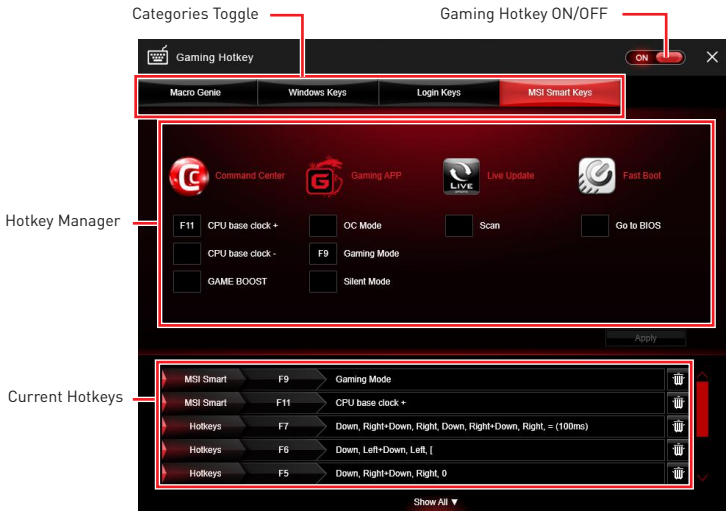 Categories Toggle
Gaming Hotkey ON/OFF
Gaming Hotkey
ON
Macro Genie
Windows Keys
Login Keys
MSI Smart Keys
Hotkey Manager
Command Center
Gaming APP
LIVE
Live Update
Fast Boot
F11 CPU base clock +
OC Mode
Scan
Go to BIOS
CPU base clock -
F9 Gaming Mode
GAME BOOST
Silent Mode
Apply
Current Hotkeys
MSI Smart F9 Gaming Mode
MSI Smart F11 CPU base clock +
Hotkeys F7 Down, Right+Down, Right, Down, Right+Down, Right, = (100ms)
Hotkeys F6 Down, Left+Down, Left, [
Hotkeys F5 Down, Right+Down, Right, 0
Show All ▼